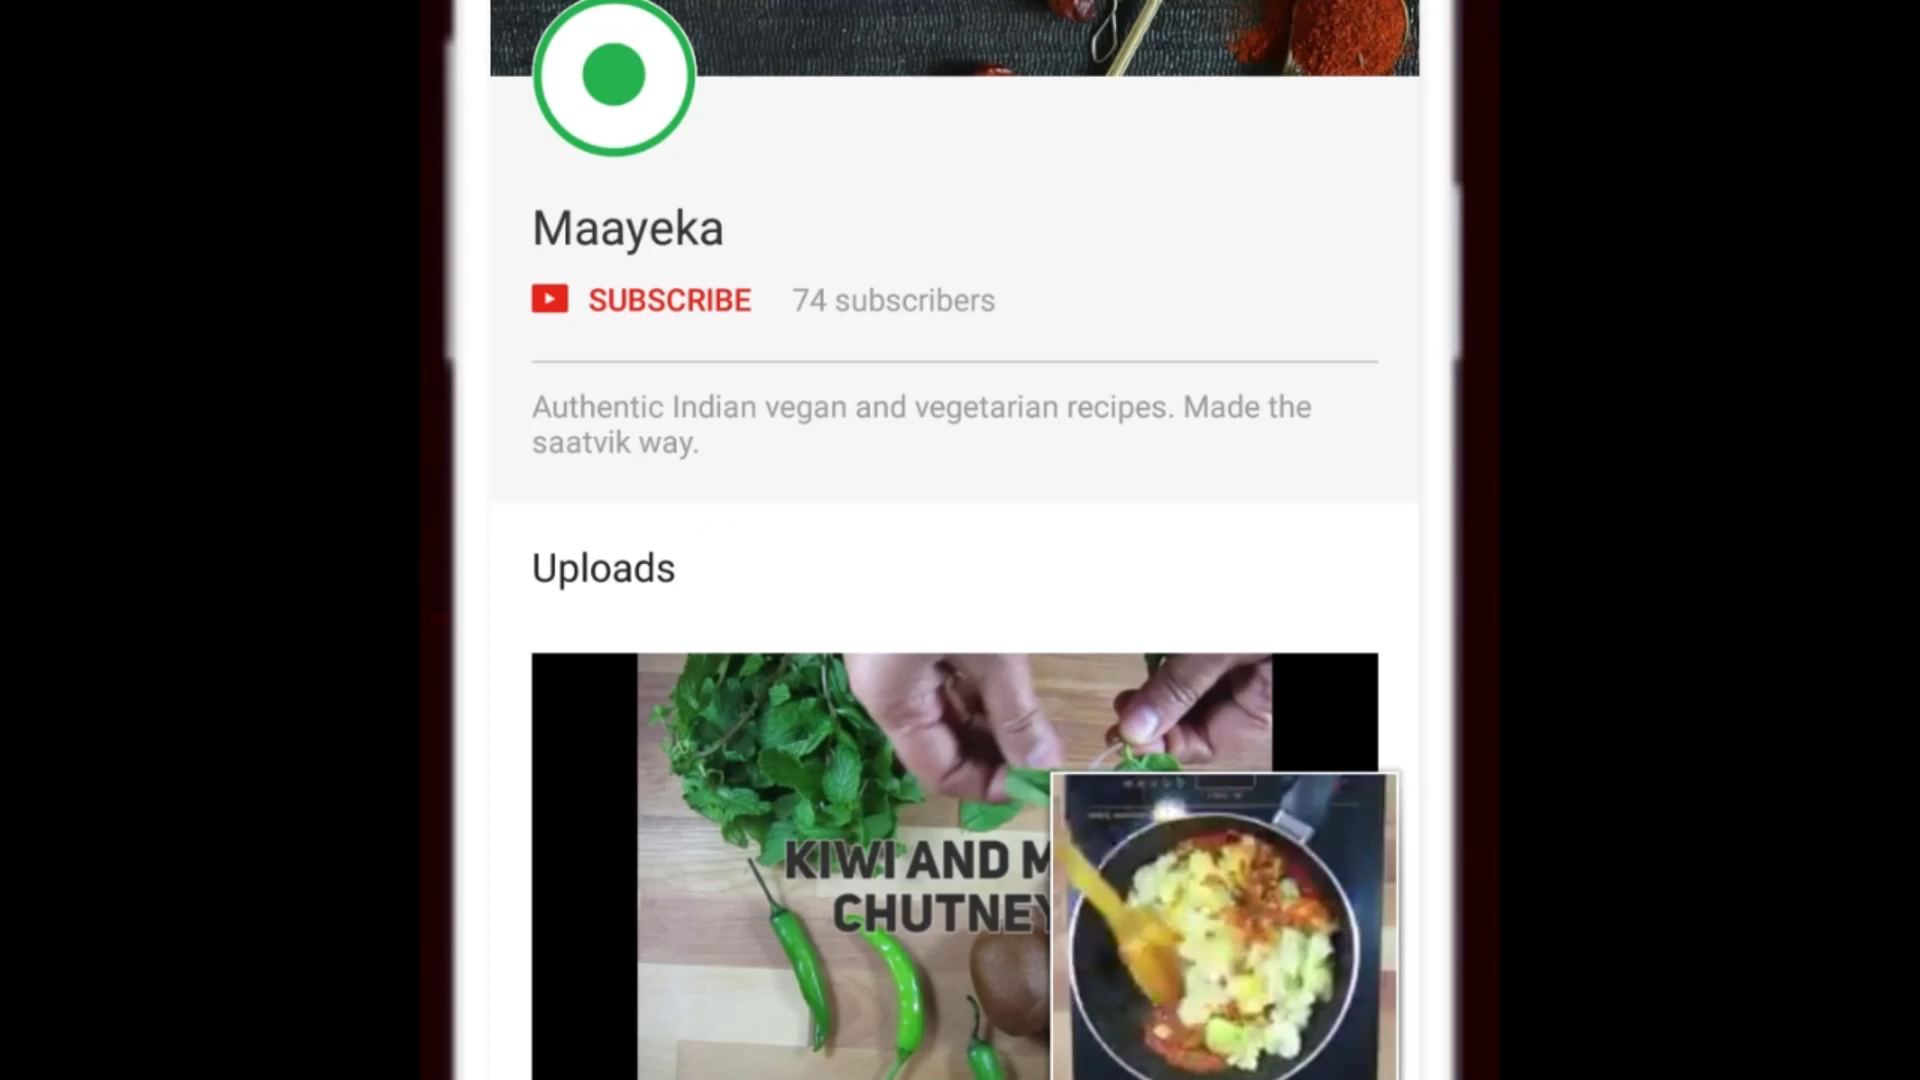 Maayeka
SUBSCRIBE 74 subscribers
Authentic Indian vegan and vegetarian recipes. Made the
saatvik way.
Uploads
KIWI AND M
CHUTNEY